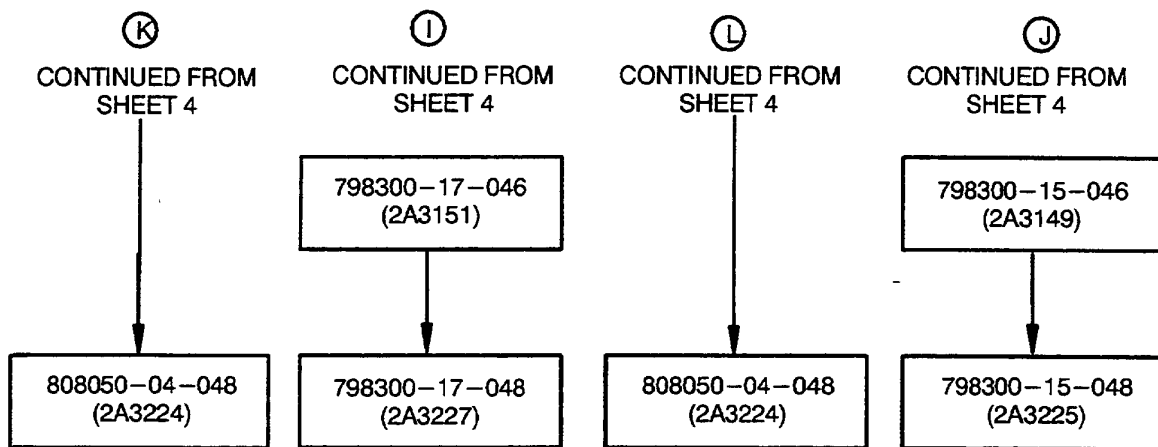 K
CONTINUED FROM
SHEET 4
808050-04-048
(2A3224)
I
CONTINUED FROM
SHEET 4
798300-17-046
(2A3151)
798300-17-048
(2A3227)
L
CONTINUED FROM
SHEET 4
808050-04-048
(2A3224)
J
CONTINUED FROM
SHEET 4
798300-15-046
(2A3149)
798300-15-048
(2A3225)